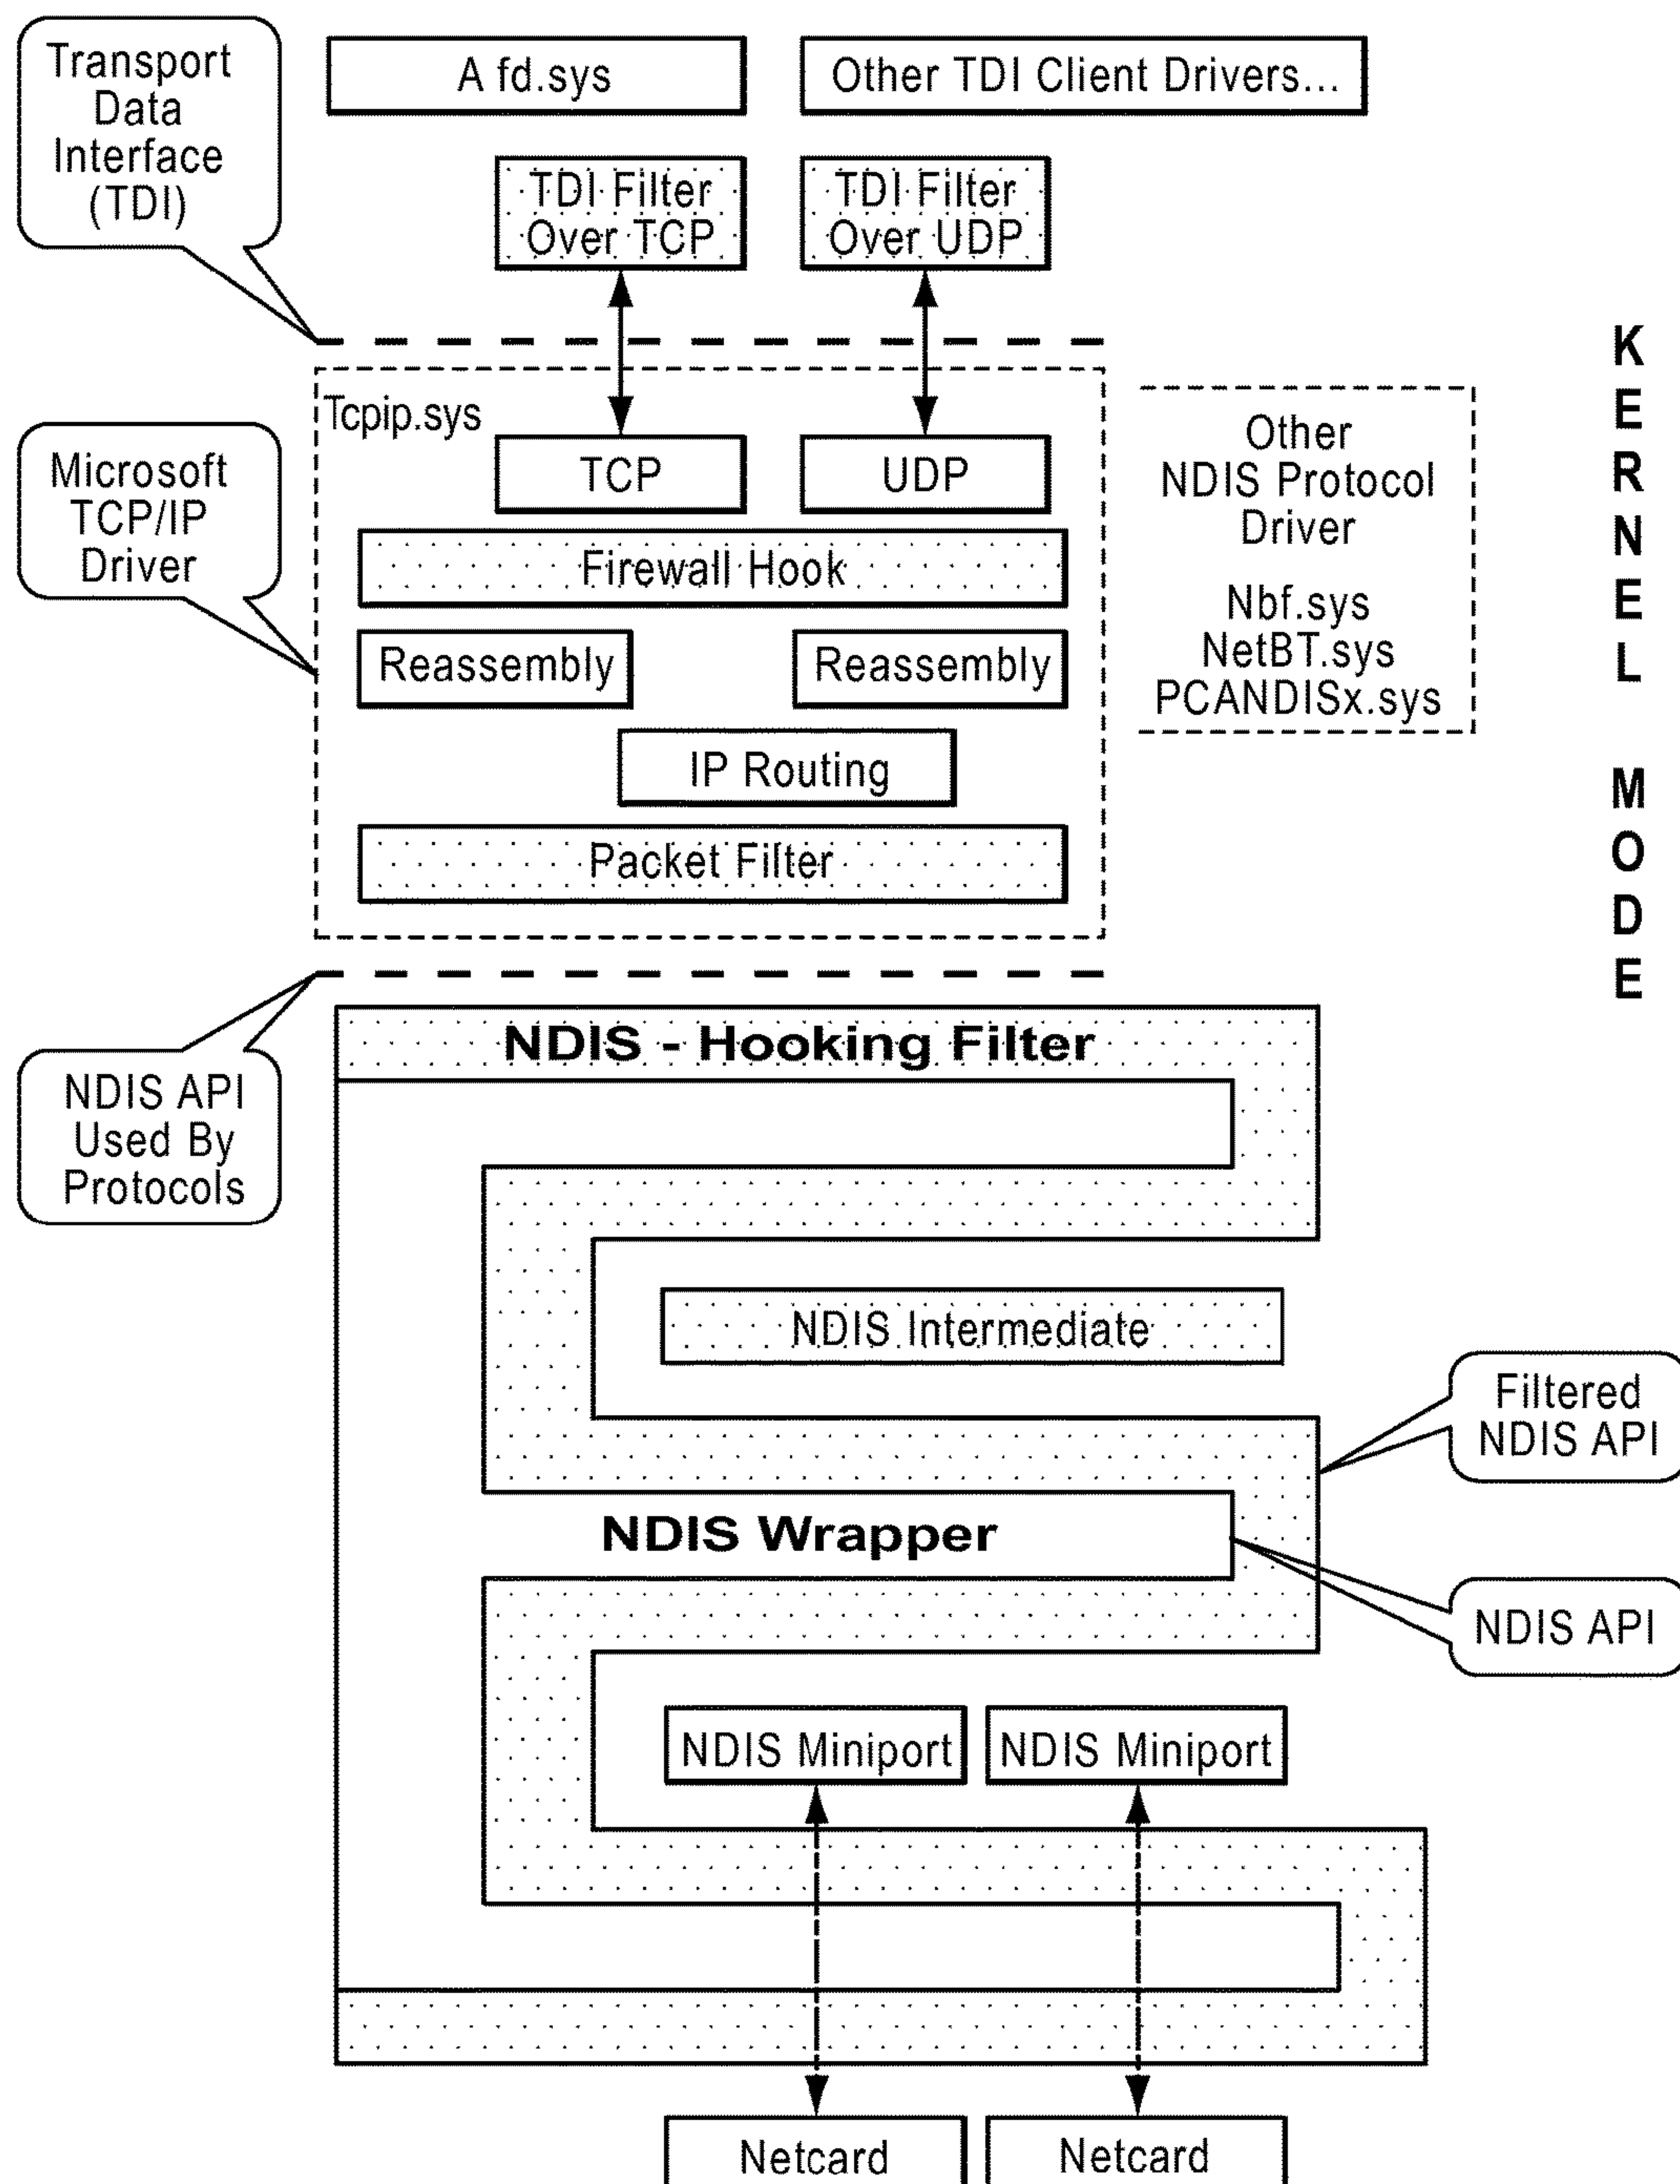 Transport
Data
Interface
(TDI)
A fd.sys
Other TDI Client Drivers...
TDI Filter
Over TCP
TDI Filter
Over UDP
Tcpip.sys
TCP
UDP
Microsoft
TCP/IP
Driver
Firewall Hook
Reassembly
Reassembly
IP Routing
Packet Filter
Other
NDIS Protocol
Driver
Nbf.sys
NetBT.sys
PCANDISx.sys
KERNEL MODE
NDIS API
Used By
Protocols
NDIS - Hooking Filter
NDIS Intermediate
Filtered
NDIS API
NDIS Wrapper
NDIS API
NDIS Miniport
NDIS Miniport
Netcard
Netcard